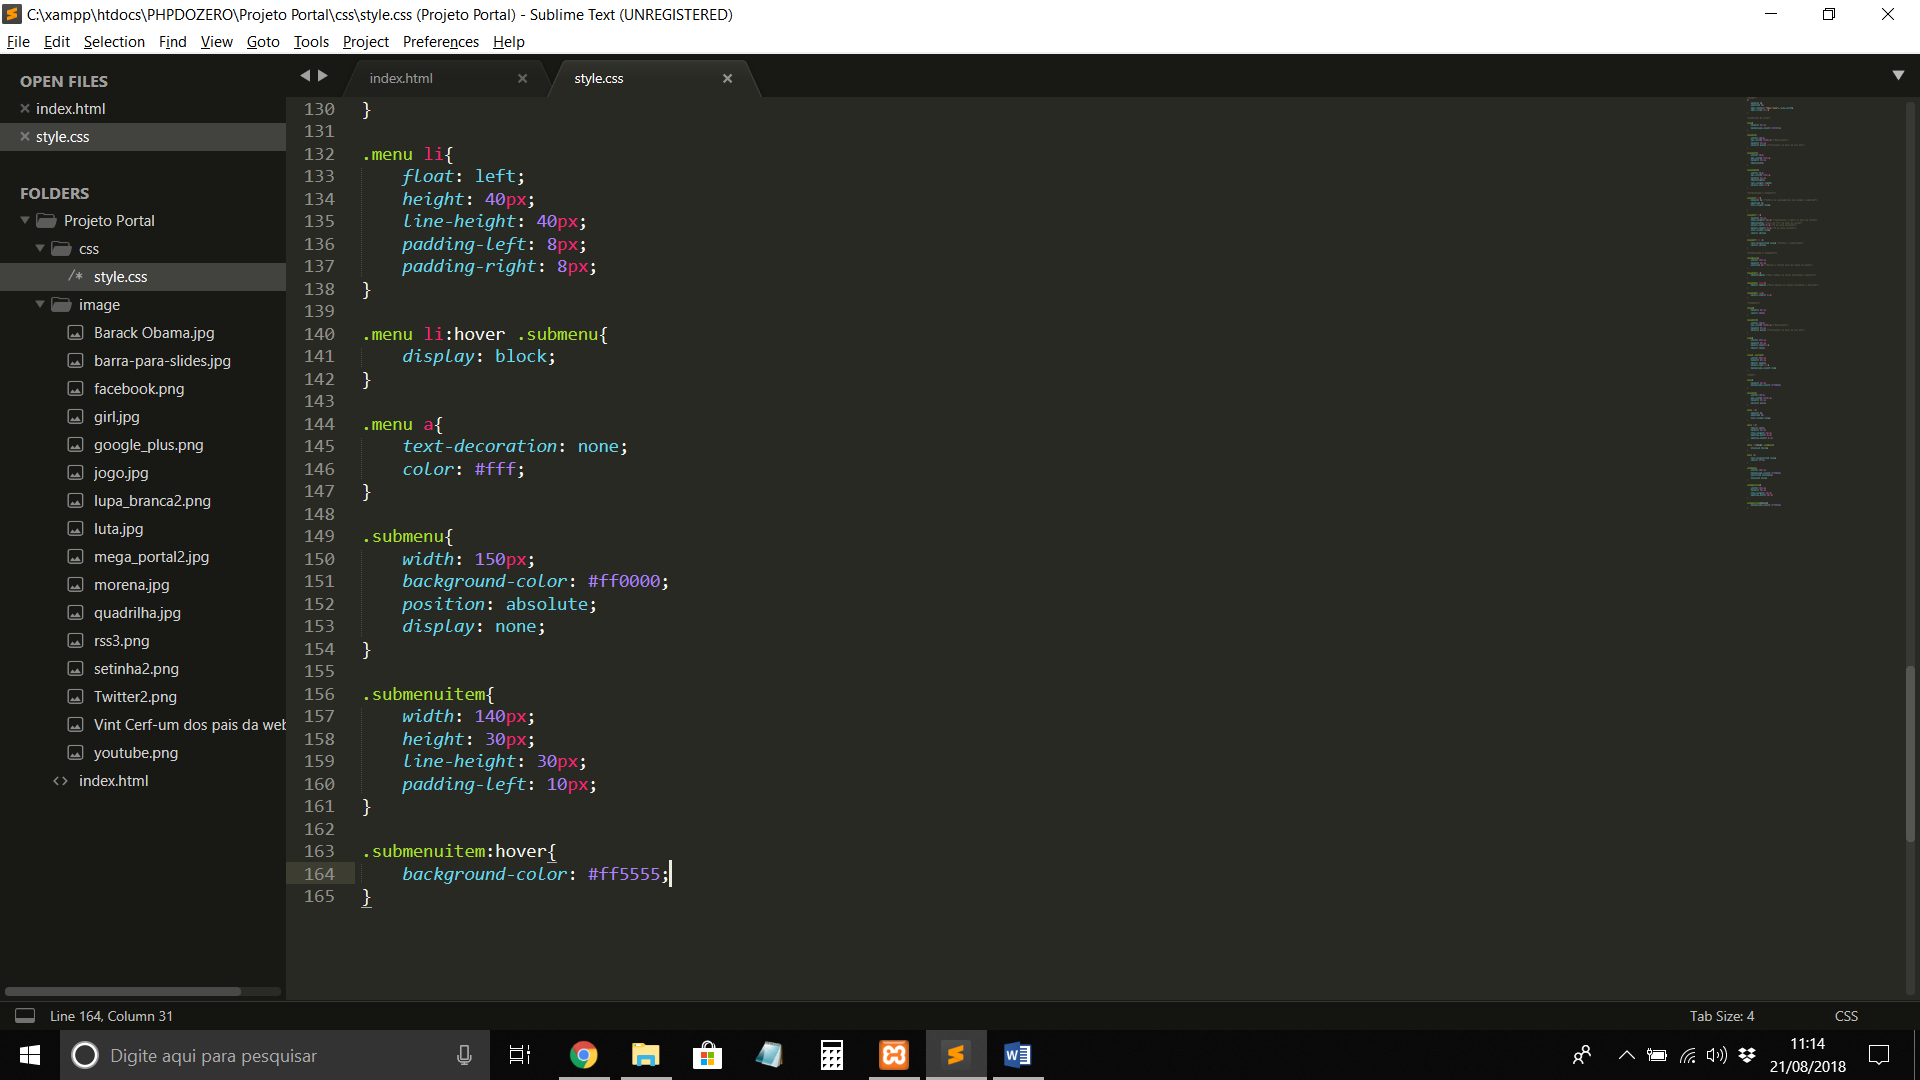 C:\xampp\htdocs\PHPDOZERO\Projeto Portal\css\style.css (Projeto Portal) - Sublime Text (UNREGISTERED)
File Edit Selection Find View Goto Tools Project Preferences Help
OPEN FILES
index.html
style.css
FOLDERS
Projeto Portal
css
/* style.css
image
Barack Obama.jpg
barra-para-slides.jpg
facebook.png
girl.jpg
google_plus.png
jogo.jpg
lupa_branca2.png
luta.jpg
mega_portal2.jpg
morena.jpg
quadrilha.jpg
rss3.png
setinha2.png
Twitter2.png
Vint Cerf-um dos pais da web
youtube.png
<> index.html
index.html
style.css
130 }
131
132 .menu li{
133     float: left;
134     height: 40px;
135     line-height: 40px;
136     padding-left: 8px;
137     padding-right: 8px;
138 }
139
140 .menu li:hover .submenu{
141     display: block;
142 }
143
144 .menu a{
145     text-decoration: none;
146     color: #fff;
147 }
148
149 .submenu{
150     width: 150px;
151     background-color: #ff0000;
152     position: absolute;
153     display: none;
154 }
155
156 .submenuitem{
157     width: 140px;
158     height: 30px;
159     line-height: 30px;
160     padding-left: 10px;
161 }
162
163 .submenuitem:hover{
164     background-color: #ff5555;
165 }
Line 164, Column 31
Tab Size: 4
CSS
Digite aqui para pesquisar
11:14
21/08/2018